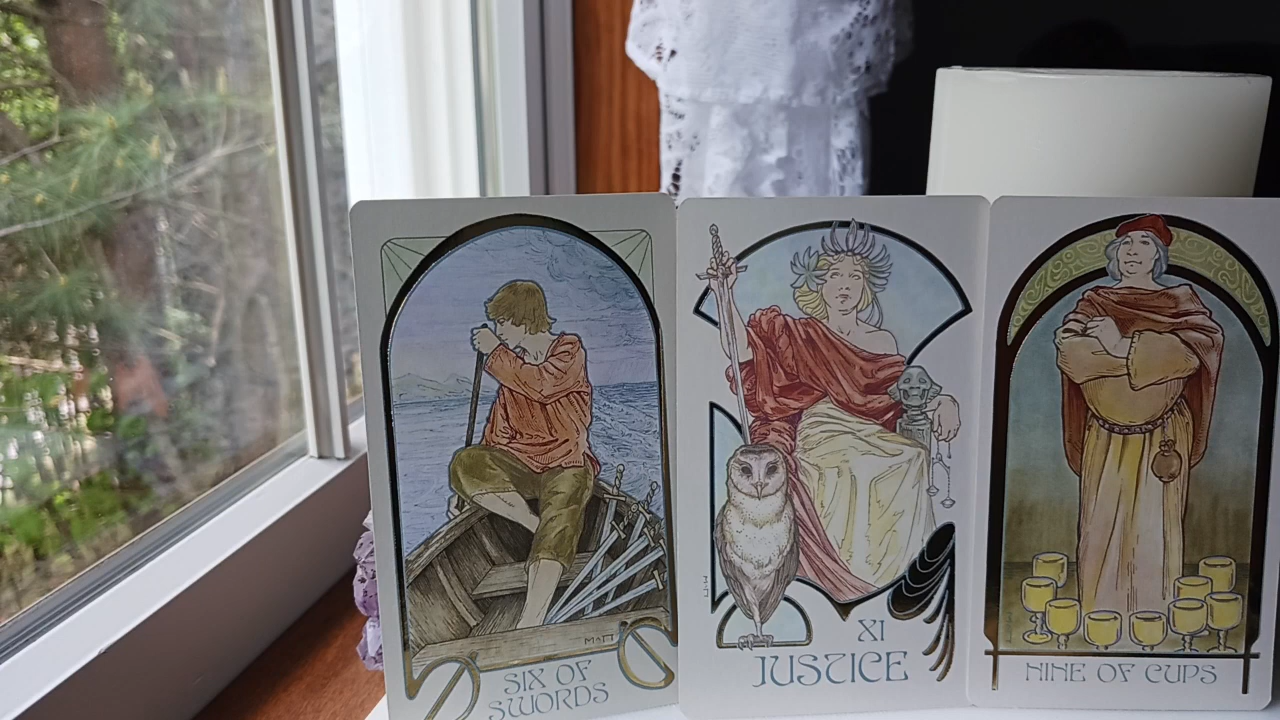 SIX OF
SWORDS
XI
JUSTICE
NINE OF CUPS